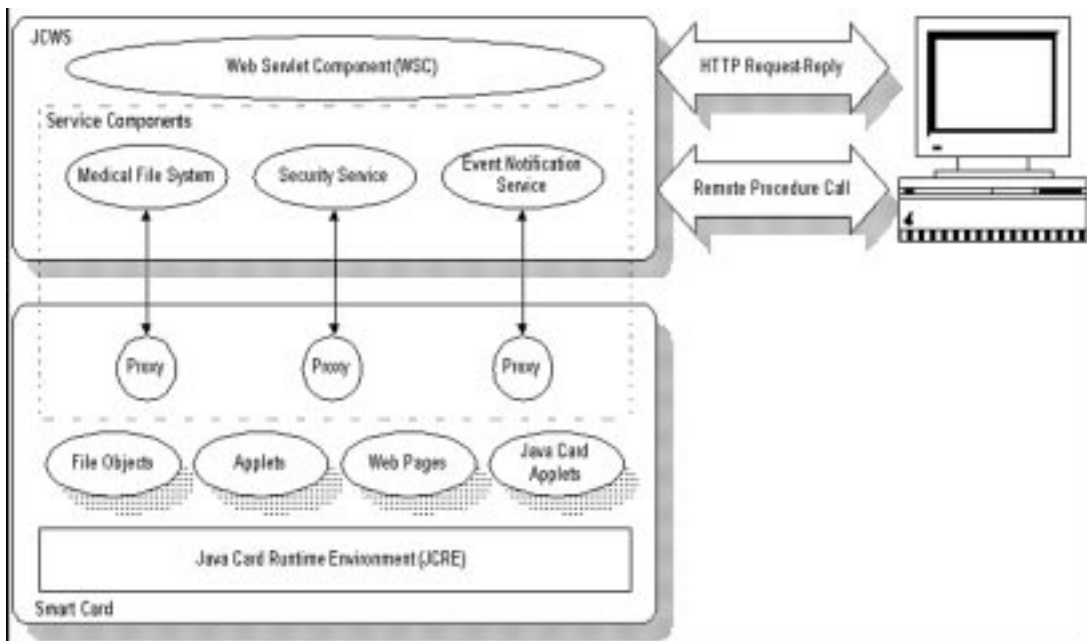 JCWS
Web Servlet Component (WSC)
HTTP Request-Reply
Service Components
Medical File System
Security Service
Event Notification
Service
Remote Procedure Call
Proxy
Proxy
Proxy
File Objects
Applets
Web Pages
Java Card
Applets
Java Card Runtime Environment (JCRE)
Smart Card